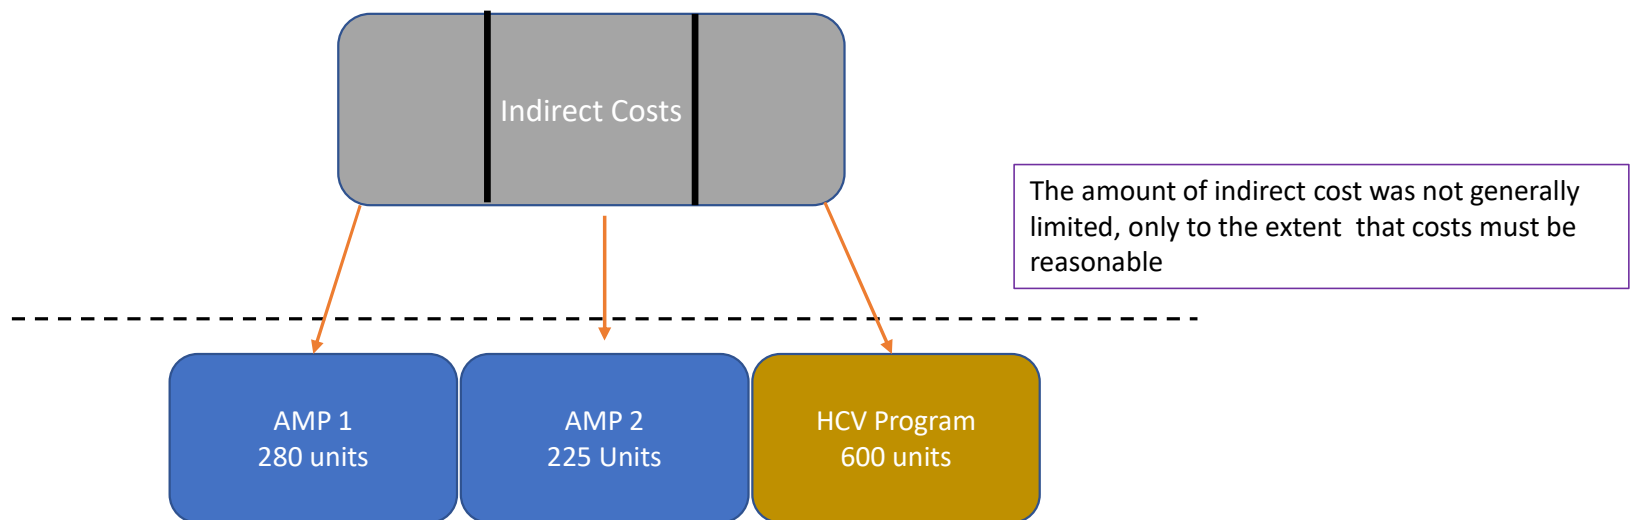 Indirect Costs
The amount of indirect cost was not generally
limited, only to the extent that costs must be
reasonable
AMP 1
280 units
AMP 2
225 Units
HCV Program
600 units